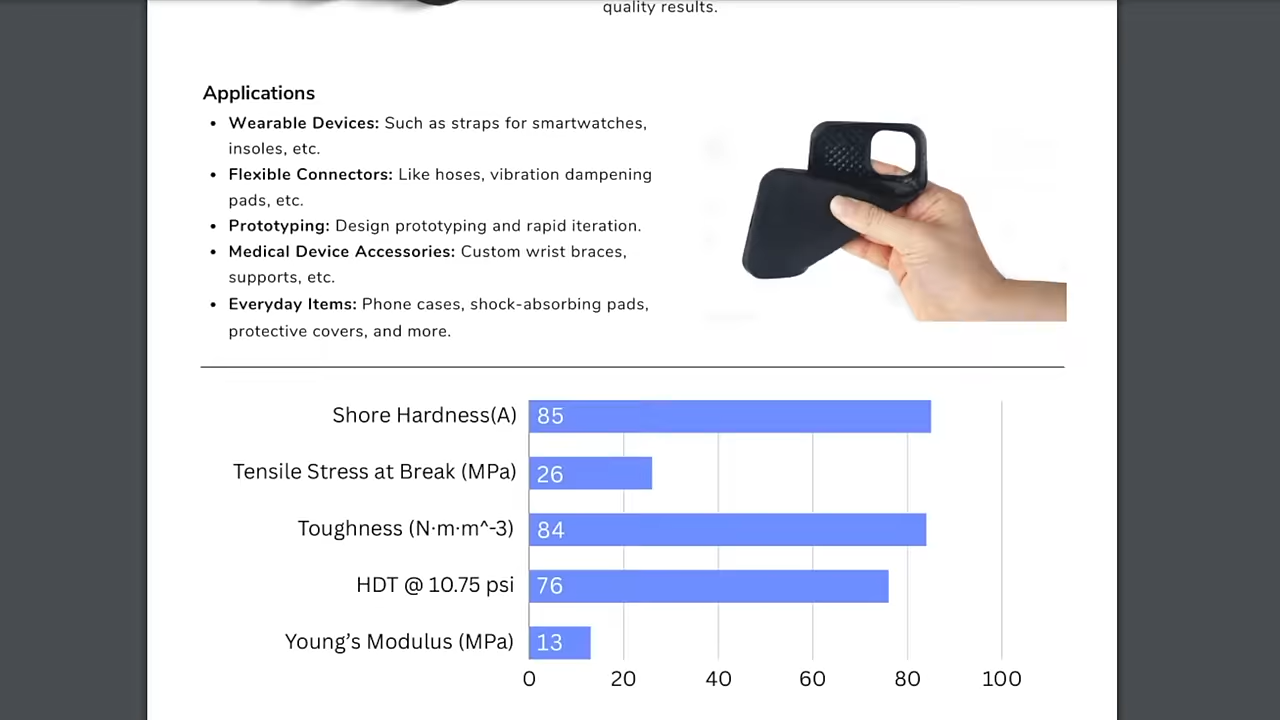 quality results.
Applications
• Wearable Devices: Such as straps for smartwatches,
insoles, etc.
• Flexible Connectors: Like hoses, vibration dampening
pads, etc.
• Prototyping: Design prototyping and rapid iteration.
• Medical Device Accessories: Custom wrist braces,
supports, etc.
• Everyday Items: Phone cases, shock-absorbing pads,
protective covers, and more.
Shore Hardness(A) 85
Tensile Stress at Break (MPa) 26
Toughness (N·m·m^-3) 84
HDT @ 10.75 psi 76
Young’s Modulus (MPa) 13
0 20 40 60 80 100